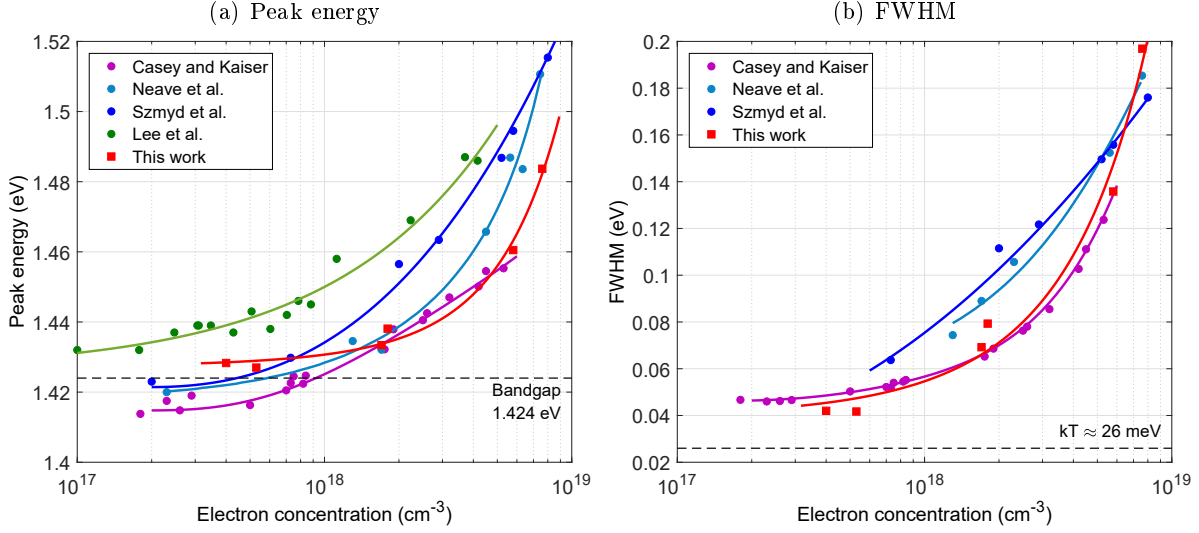 (a) Peak energy
(b) FWHM
1.52
1.5
1.48
1.46
1.44
1.42
1.4
Peak energy (eV)
Casey and Kaiser
Neave et al.
Szmyd et al.
Lee et al.
This work
Bandgap
1.424 eV
10^17
10^18
10^19
Electron concentration (cm^-3)
0.2
0.18
0.16
0.14
0.12
0.1
0.08
0.06
0.04
0.02
FWHM (eV)
Casey and Kaiser
Neave et al.
Szmyd et al.
This work
kT ≈ 26 meV
10^17
10^18
10^19
Electron concentration (cm^-3)